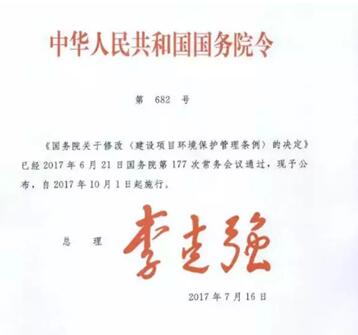 中华人民共和国国务院令
第 682 号
《国务院关于修改〈建设项目环境保护管理条例〉的决定》
已经2017年6月21日国务院第177次常务会议通过，现予公
布，自2017年10月1日起施行。
总 理 李克强
2017年7月16日